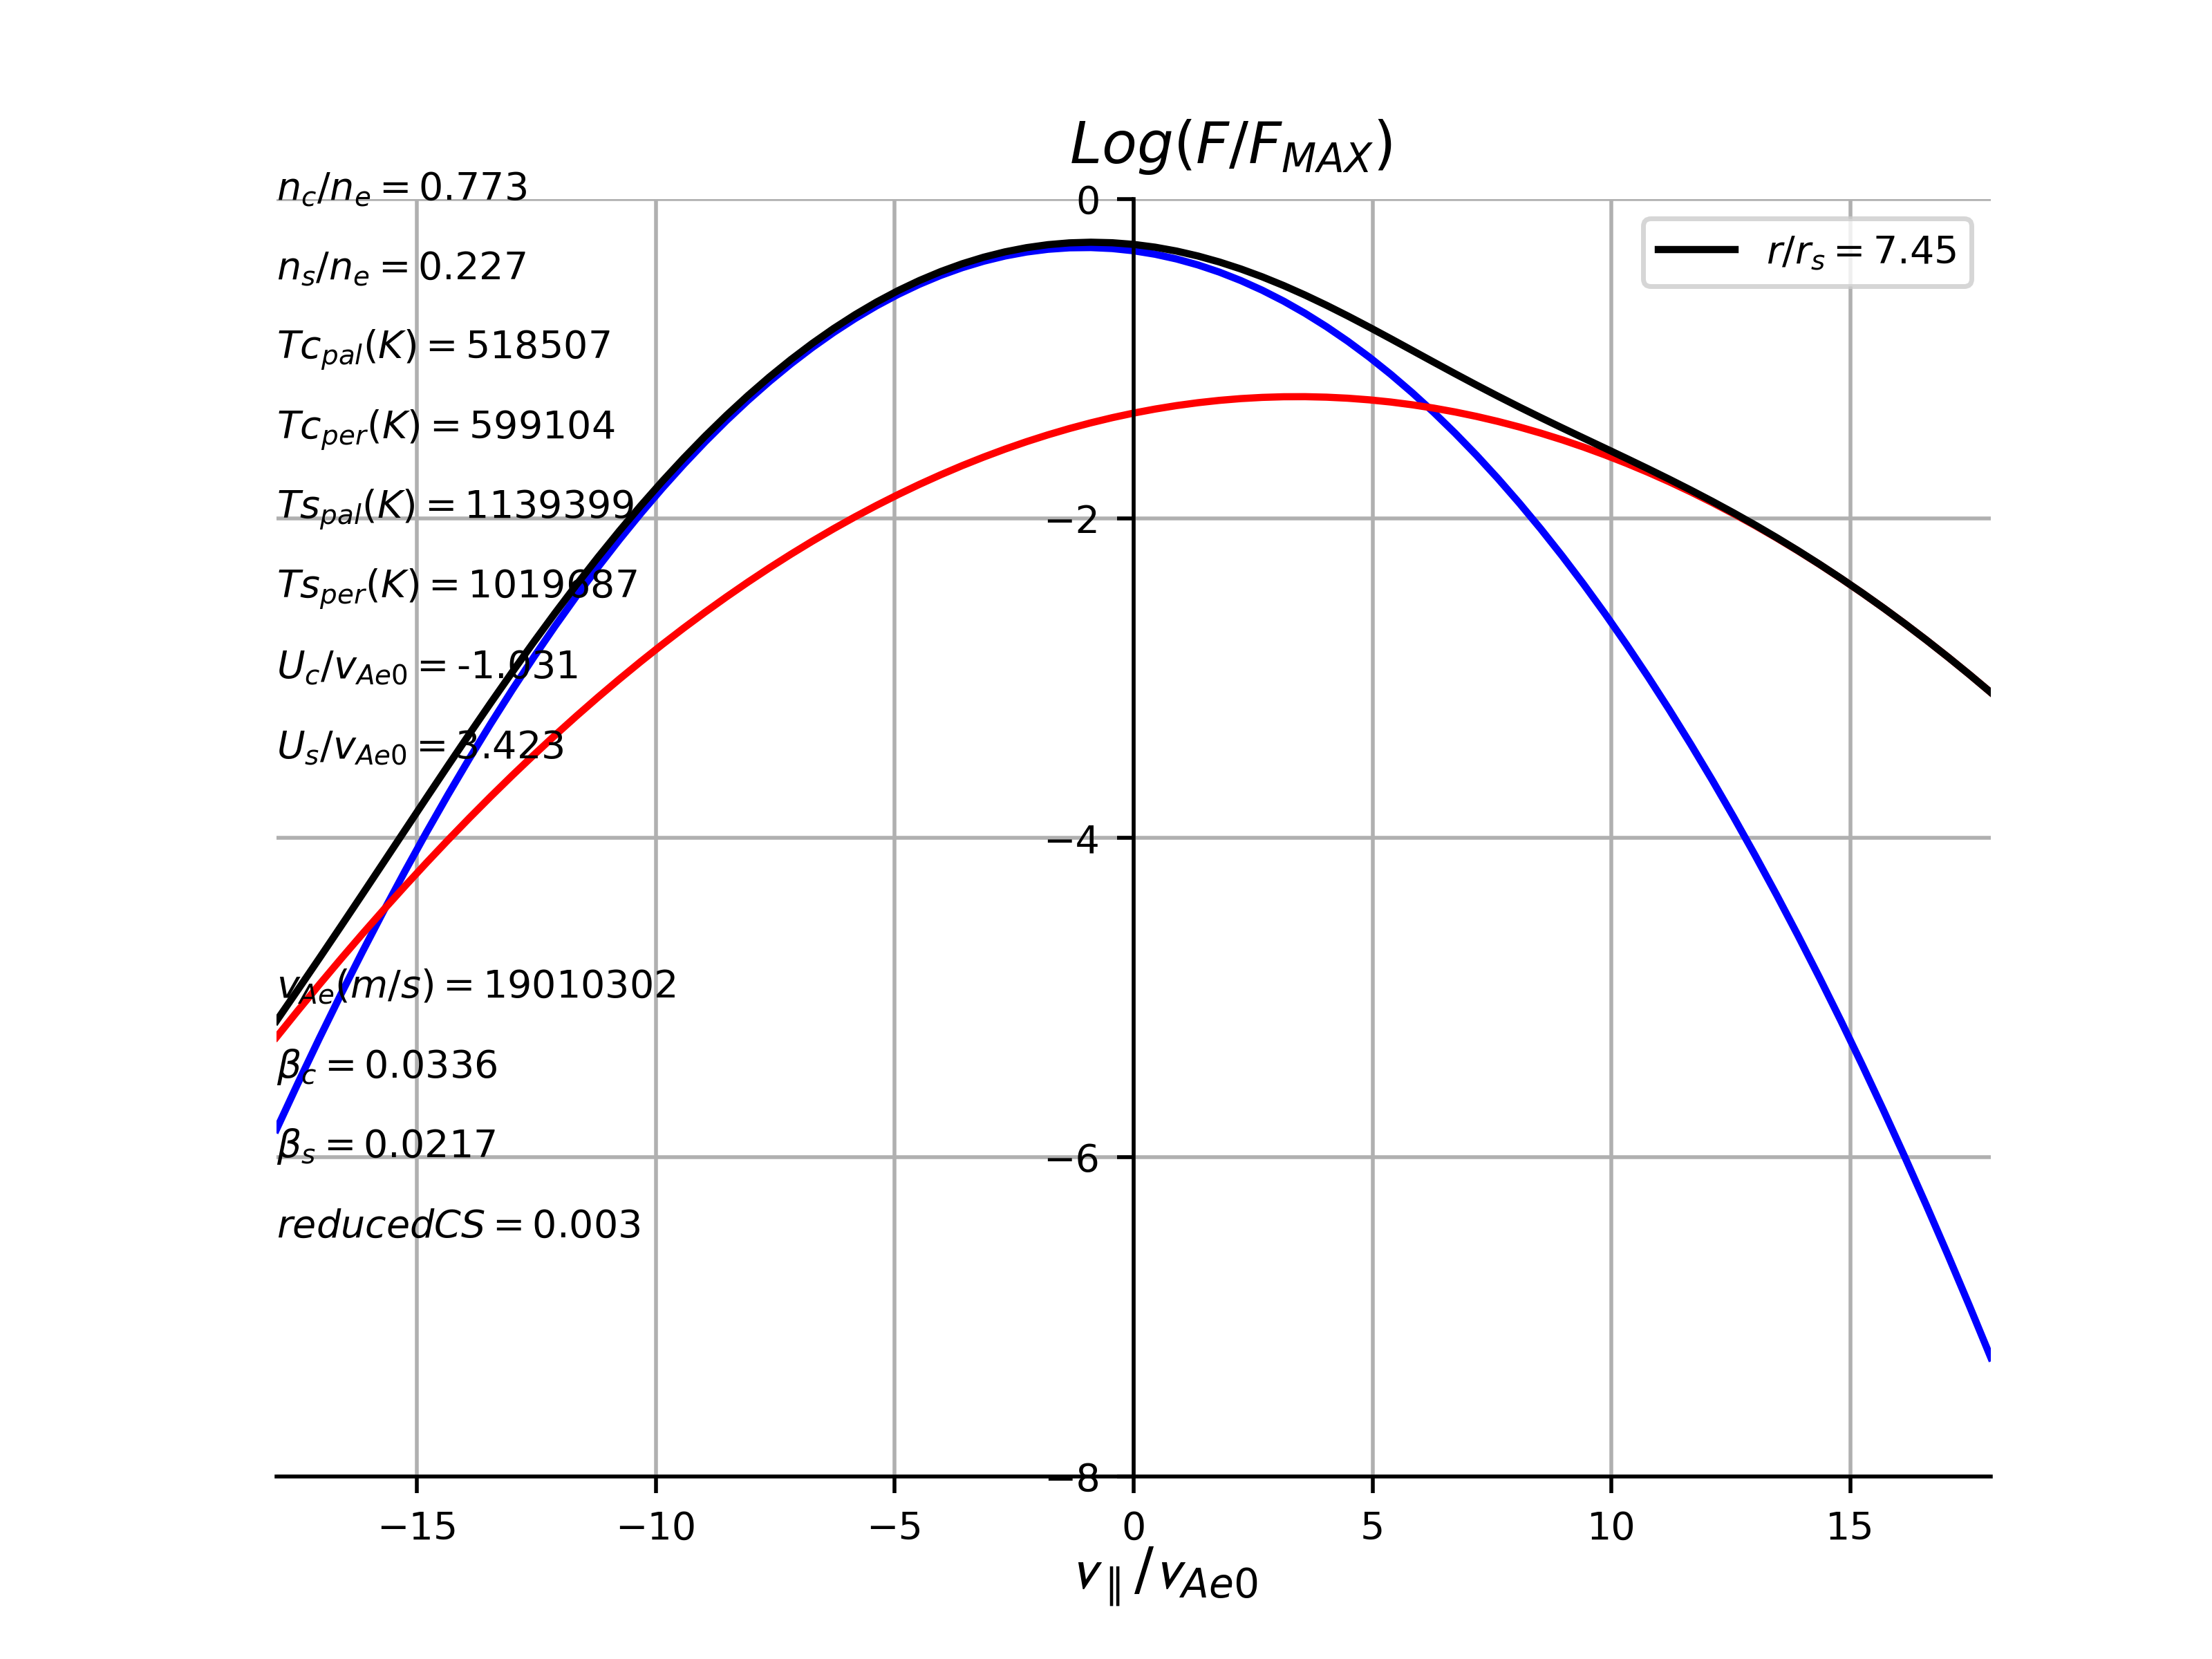 Log(F/F_MAX)
n_c/n_e = 0.773
n_s/n_e = 0.227
Tc_pal(K) = 518507
Tc_per(K) = 599104
Ts_pal(K) = 1139399
Ts_per(K) = 1019687
U_c/v_Ae0 = -1.031
U_s/v_Ae0 = 3.423
v_Ae(m/s) = 19010302
β_c = 0.0336
β_s = 0.0217
reducedCS = 0.003
r/r_s = 7.45
0
−2
−4
−6
−8
−15 −10 −5 0 5 10 15
v_∥/v_Ae0